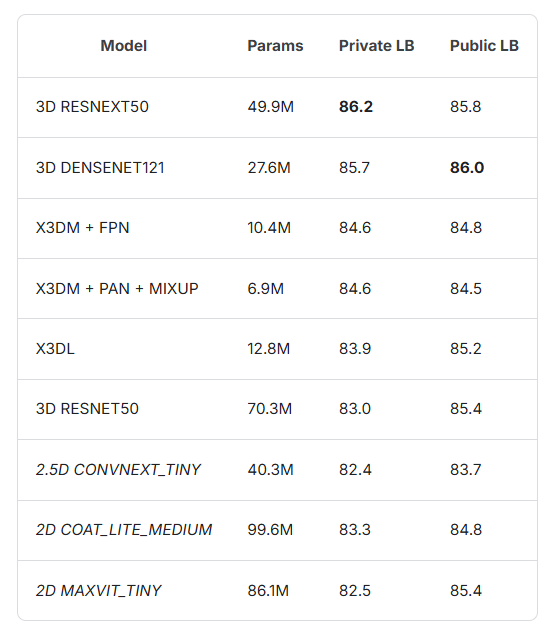 Model Params Private LB Public LB
3D RESNEXT50 49.9M 86.2 85.8
3D DENSENET121 27.6M 85.7 86.0
X3DM + FPN 10.4M 84.6 84.8
X3DM + PAN + MIXUP 6.9M 84.6 84.5
X3DL 12.8M 83.9 85.2
3D RESNET50 70.3M 83.0 85.4
2.5D CONVNEXT_TINY 40.3M 82.4 83.7
2D COAT_LITE_MEDIUM 99.6M 83.3 84.8
2D MAXVIT_TINY 86.1M 82.5 85.4